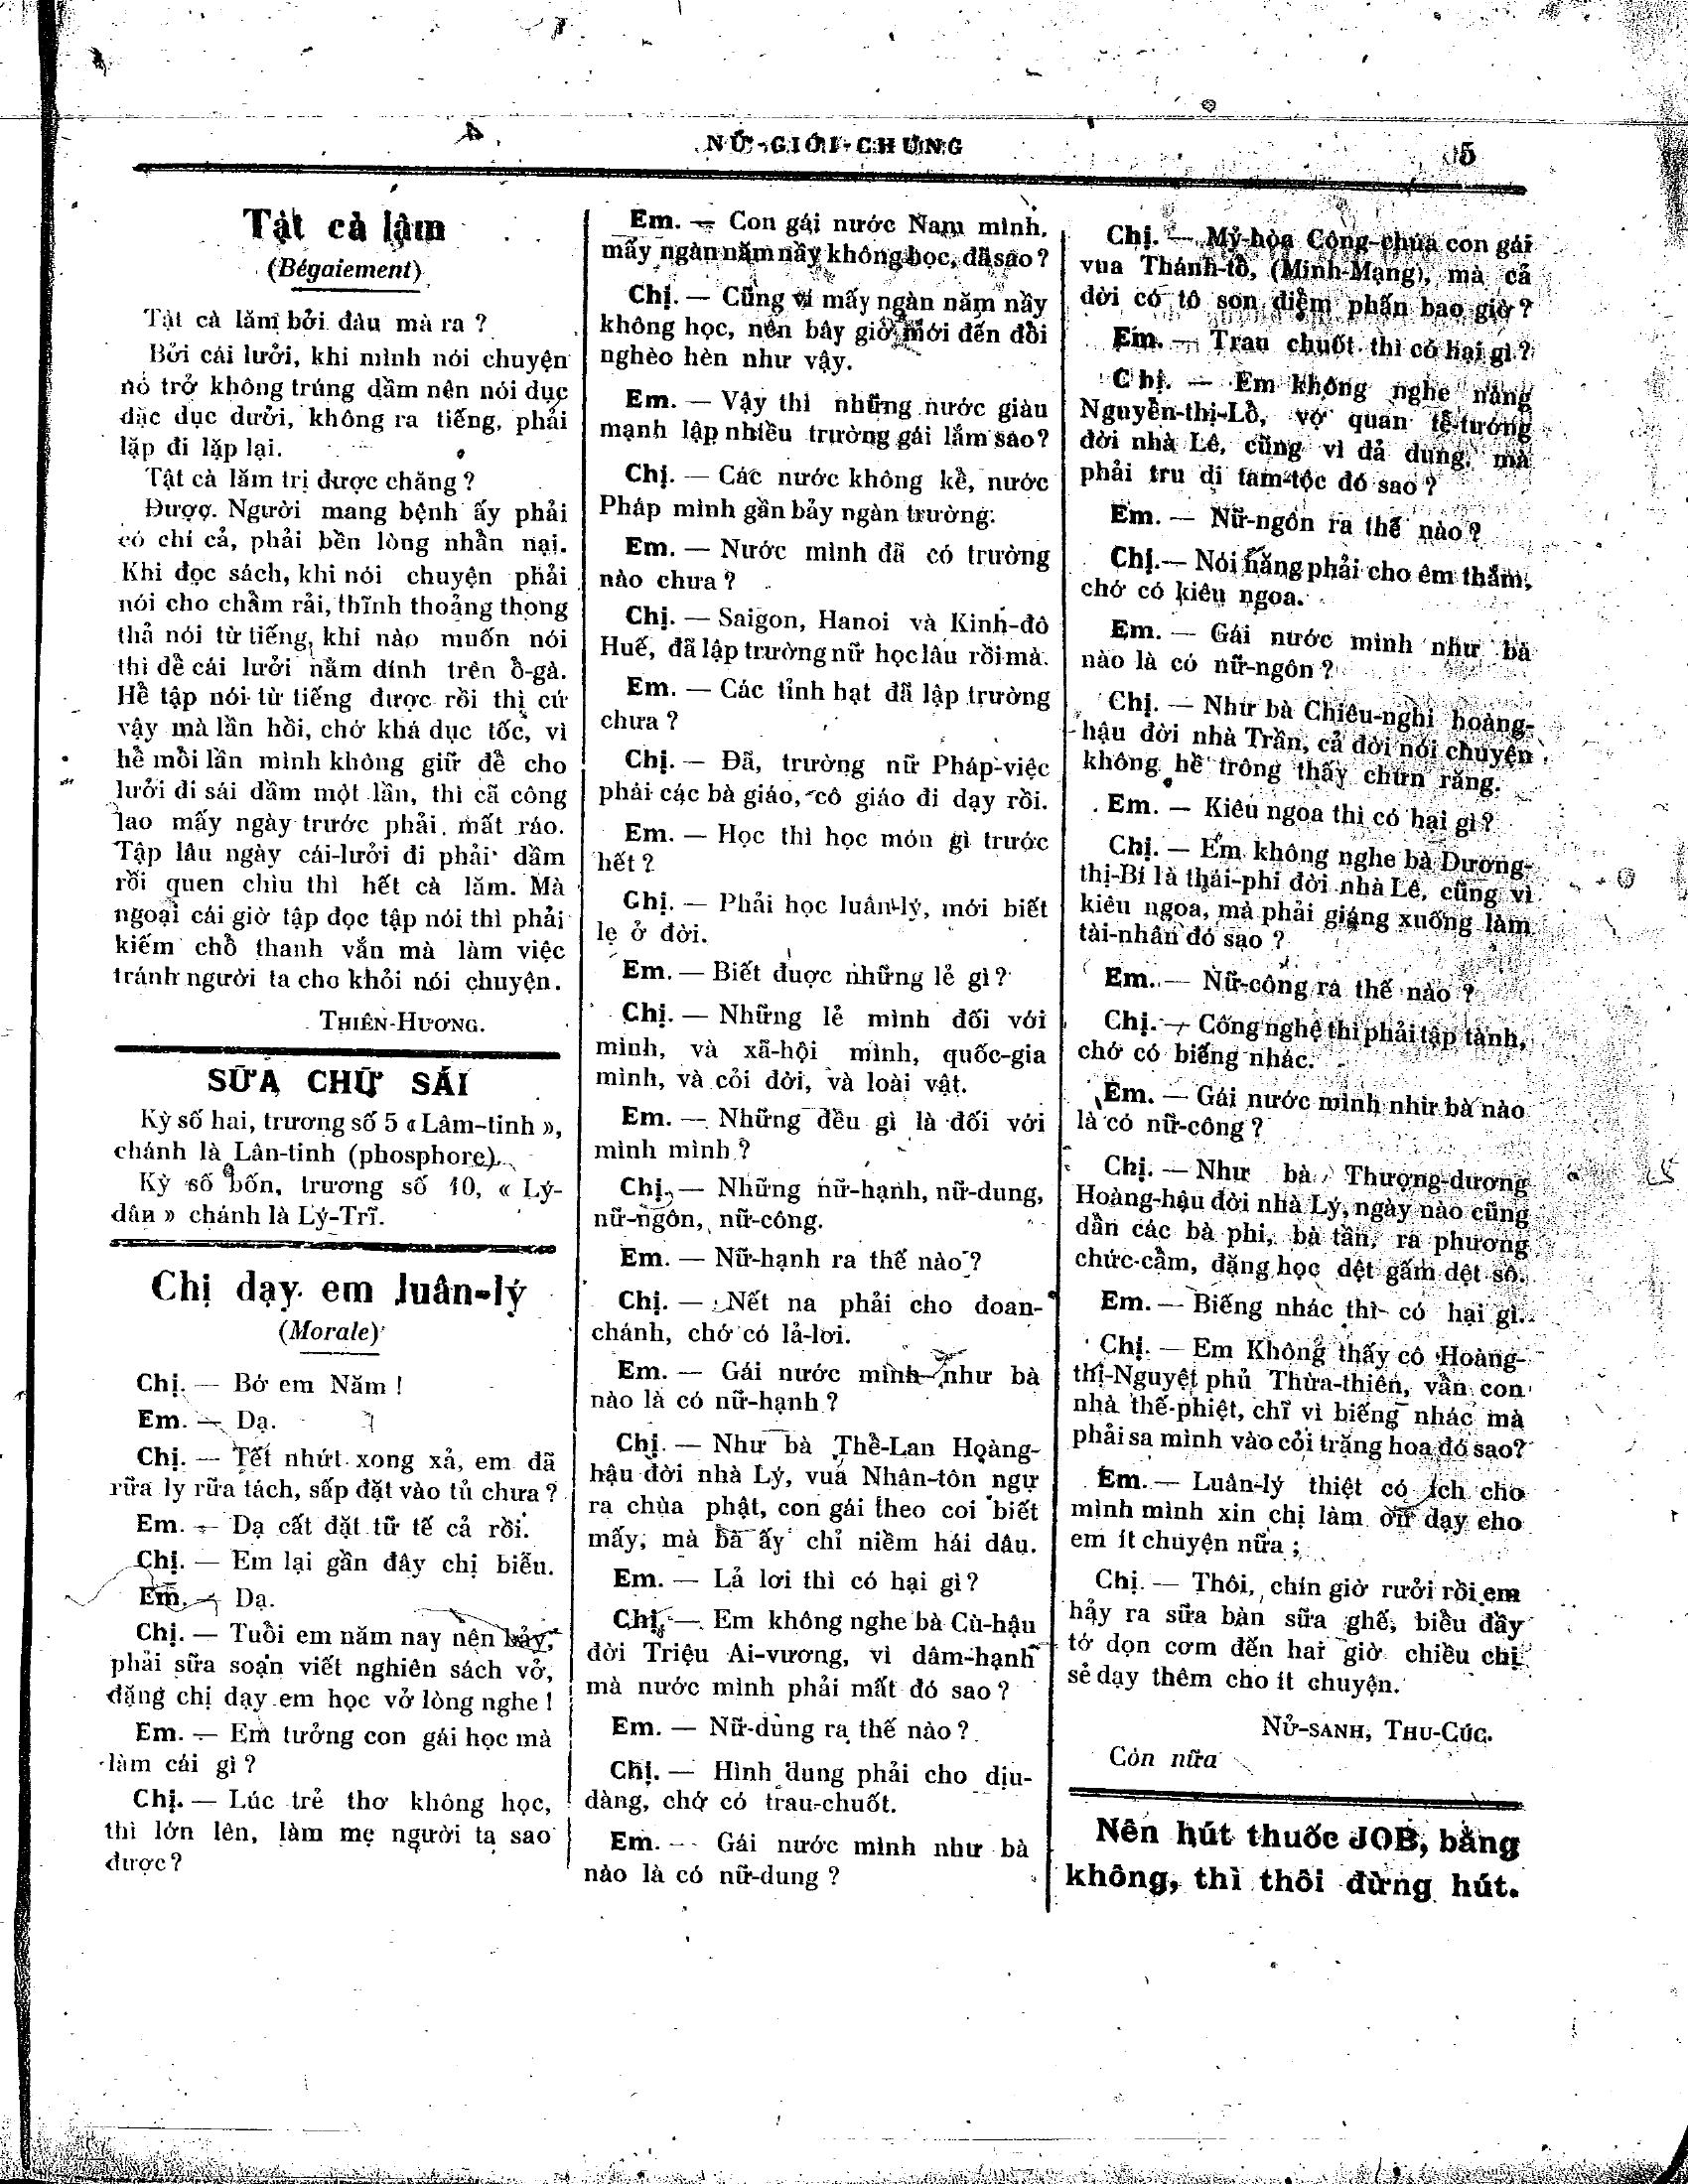 NỮ-GIỚI-CHUNG
5
Tật cà lăm
(Bégaiement)
Tật cà lăm bởi đàu mà ra ?
Bởi cái lưởi, khi mình nói chuyện
nó trở không trúng dầm nên nói dục
dặc dục dưởi, không ra tiếng, phải
lặp đi lặp lại.
Tật cà lăm trị được chăng ?
Được. Người mang bệnh ấy phải
có chí cả, phải bền lòng nhẫn nại.
Khi đọc sách, khi nói chuyện phải
nói cho chầm rải, thĩnh thoảng thọng
thả nói từ tiếng, khi nào muốn nói
thì đề cái lưởi nằm dính trên ồ-gà.
Hề tập nói từ tiếng được rồi thì cứ
vậy mà lần hồi, chớ khá dục tốc, vì
hề mồi lần mình không giữ đề cho
lưởi đi sái dầm một lần, thì cã công
lao mấy ngày trước phải mất ráo.
Tập lâu ngày cái-lưởi đi phải dầm
rồi quen chìu thì hết cà lăm. Mà
ngoại cái giờ tập đọc tập nói thì phải
kiếm chồ thanh vắn mà làm việc
tránh người ta cho khỏi nói chuyện.
THIÊN-HƯƠNG.
SỮA CHỮ SÁI
Kỳ số hai, trương số 5 « Lâm-tinh »,
chánh là Lân-tinh (phosphore).
Kỳ số bốn, trương số 10, « Lý-
dân » chánh là Lý-Trĩ.
Chị dạy em luân-lý
(Morale)
Chị. — Bớ em Năm !
Em. — Dạ.
Chị. — Tết nhứt xong xả, em đã
rữa ly rữa tách, sấp đặt vào tủ chưa ?
Em. — Dạ cất đặt tữ tế cả rồi.
Chị. — Em lại gần đây chị biểu.
Em. — Dạ.
Chị. — Tuồi em năm nay nên bảy,
phải sữa soạn viết nghiên sách vở,
đặng chị dạy em học vở lòng nghe !
Em. — Em tưởng con gái học mà
làm cái gì ?
Chị. — Lúc trẻ thơ không học,
thì lớn lên, làm mẹ người ta sao
được ?
Em. — Con gái nước Nam mình,
mấy ngàn năm nầy không học, đã sao ?
Chị. — Cũng vì mấy ngàn năm nầy
không học, nên bây giờ mới đến đồi
nghèo hèn như vậy.
Em. — Vậy thì những nước giàu
mạnh lập nhiều trường gái lắm sao ?
Chị. — Các nước không kề, nước
Pháp mình gần bảy ngàn trường.
Em. — Nước mình đã có trường
nào chưa ?
Chị. — Saigon, Hanoi và Kinh-đô
Huế, đã lập trường nữ học lâu rồi mà.
Em. — Các tỉnh hạt đã lập trường
chưa ?
Chị. — Đã, trường nữ Pháp-việc
phải các bà giáo, cô giáo đi dạy rồi.
Em. — Học thì học món gì trước
hết ?
Chị. — Phải học luân-lý, mới biết
lẻ ở đời.
Em. — Biết được những lẻ gì ?
Chị. — Những lẻ mình đối với
mình, và xã-hội mình, quốc-gia
mình, và cỏi đời, và loài vật.
Em. — Những đều gì là đối với
mình mình ?
Chị. — Những nữ-hạnh, nữ-dung,
nữ-ngôn, nữ-công.
Em. — Nữ-hạnh ra thế nào ?
Chị. — Nết na phải cho đoan-
chánh, chớ có lả-lơi.
Em. — Gái nước mình như bà
nào là có nữ-hạnh ?
Chị. — Như bà Thề-Lan Hoàng-
hậu đời nhà Lý, vua Nhân-tôn ngự
ra chùa phật, con gái theo coi biết
mấy, mà bà ấy chỉ niềm hái dâu.
Em. — Lả lơi thì có hại gì ?
Chị. — Em không nghe bà Cù-hậu
đời Triệu Ai-vương, vì dâm-hạnh
mà nước mình phải mất đó sao ?
Em. — Nữ-dung ra thế nào ?
Chị. — Hình dung phải cho dịu-
dàng, chớ có trau-chuốt.
Em. — Gái nước mình như bà
nào là có nữ-dung ?
Chị. — Mỹ-hòa Công-chúa con gái
vua Thánh-tồ, (Minh-Mạng), mà cả
đời có tô son điểm phấn bao giờ ?
Em. — Trau chuốt thì có hại gì ?
Chị. — Em không nghe nàng
Nguyễn-thị-Lồ, vợ quan tể-tướng
đời nhà Lê, cũng vì đả dung, mà
phải tru di tam-tộc đó sao ?
Em. — Nữ-ngôn ra thế nào ?
Chị. — Nói năng phải cho êm thắm,
chớ có kiêu ngoa.
Em. — Gái nước mình như bà
nào là có nữ-ngôn ?
Chị. — Như bà Chiêu-nghi hoàng-
hậu đời nhà Trần, cả đời nói chuyện
không hề trông thấy chưn răng.
Em. — Kiêu ngoa thì có hại gì ?
Chị. — Em không nghe bà Dương-
thị-Bí là thái-phi đời nhà Lê, cũng vì
kiêu ngoa, mà phải giáng xuống làm
tài-nhân đó sao ?
Em. — Nữ-công ra thế nào ?
Chị. — Công nghệ thì phải tập tành,
chớ có biếng nhác.
Em. — Gái nước mình như bà nào
là có nữ-công ?
Chị. — Như bà Thượng-dương
Hoàng-hậu đời nhà Lý, ngày nào cũng
dẫn các bà phi, bà tần, ra phương
chức-cẩm, đặng học dệt gấm dệt sô.
Em. — Biếng nhác thì có hại gì.
Chị. — Em Không thấy cô Hoàng-
thị-Nguyệt phủ Thừa-thiên, vẫn con
nhà thế-phiệt, chĩ vì biếng nhác mà
phải sa mình vào cỏi trặng hoa đó sao ?
Em. — Luân-lý thiệt có ích cho
mình mình xin chị làm ơn dạy cho
em ít chuyện nữa ;
Chị. — Thôi, chín giờ rưởi rồi em
hảy ra sữa bàn sữa ghế, biểu đầy
tớ dọn cơm đến hai giờ chiều chị
sẻ dạy thêm cho ít chuyện.
NỬ-SANH, THU-CÚC.
Còn nữa
Nên hút thuốc JOB, bằng
không, thì thôi đừng hút.